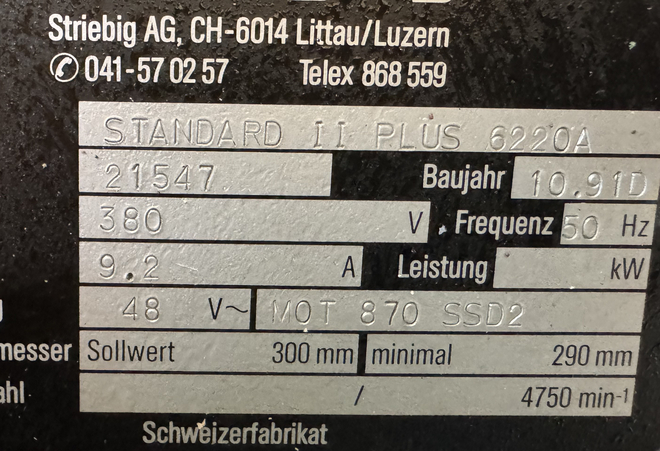 Striebig AG, CH-6014 Littau/Luzern
✆ 041-57 02 57 Telex 868 559
STANDARD II PLUS 6220A
21547 Baujahr 10.91D
380 V Frequenz 50 Hz
9.2 A Leistung kW
48 V~ MOT 870 SSD2
messer Sollwert 300 mm minimal 290 mm
ahl / 4750 min-1
Schweizerfabrikat